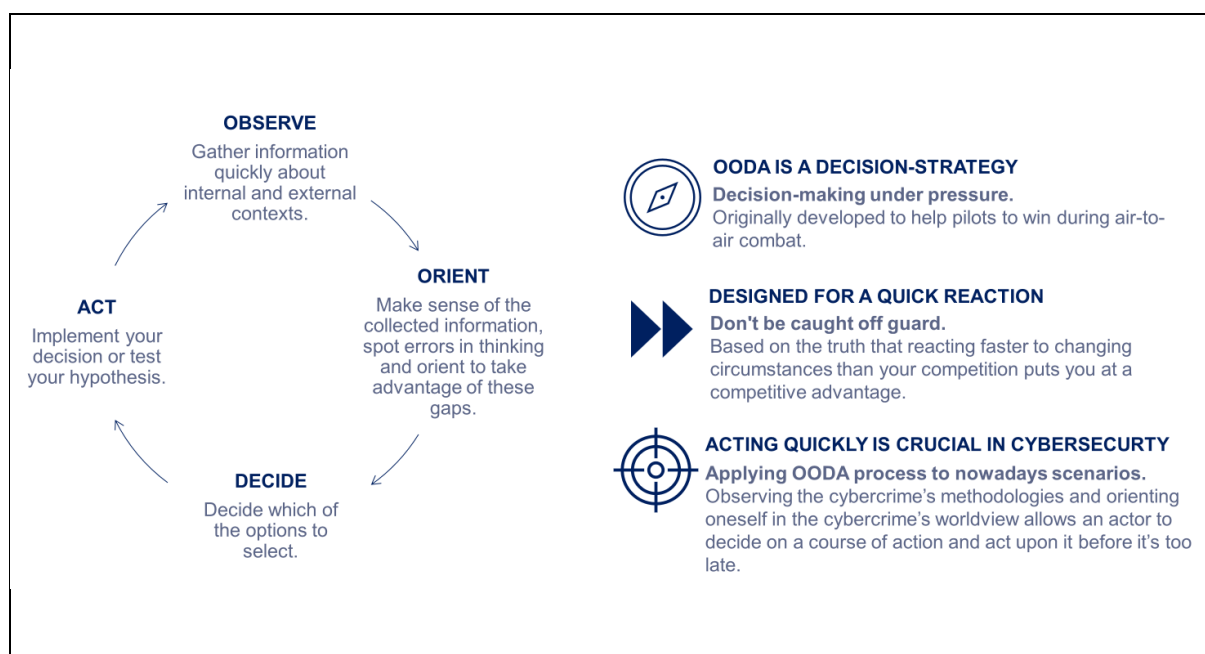 OBSERVE
Gather information
quickly about
internal and external
contexts.
ORIENT
Make sense of the
collected information,
spot errors in thinking
and orient to take
advantage of these
gaps.
DECIDE
Decide which of
the options to
select.
ACT
Implement your
decision or test
your hypothesis.
OODA IS A DECISION-STRATEGY
Decision-making under pressure.
Originally developed to help pilots to win during air-to-
air combat.
DESIGNED FOR A QUICK REACTION
Don't be caught off guard.
Based on the truth that reacting faster to changing
circumstances than your competition puts you at a
competitive advantage.
ACTING QUICKLY IS CRUCIAL IN CYBERSECURTY
Applying OODA process to nowadays scenarios.
Observing the cybercrime’s methodologies and orienting
oneself in the cybercrime’s worldview allows an actor to
decide on a course of action and act upon it before it’s too
late.